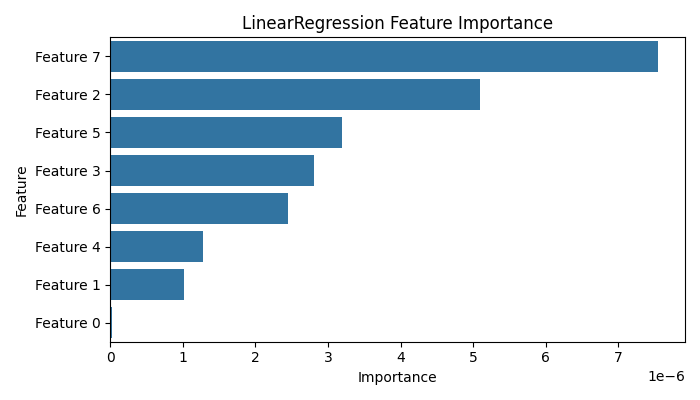 LinearRegression Feature Importance
Feature
Feature 7
Feature 2
Feature 5
Feature 3
Feature 6
Feature 4
Feature 1
Feature 0
0 1 2 3 4 5 6 7
1e−6
Importance